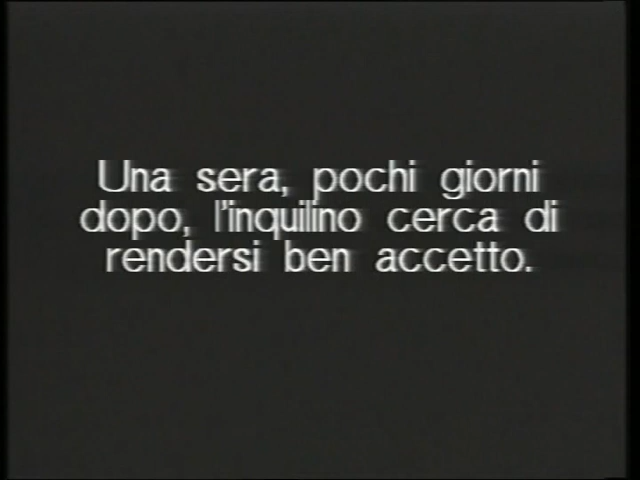 Una sera, pochi giorni
dopo, l'inquilino cerca di
rendersi ben accetto.